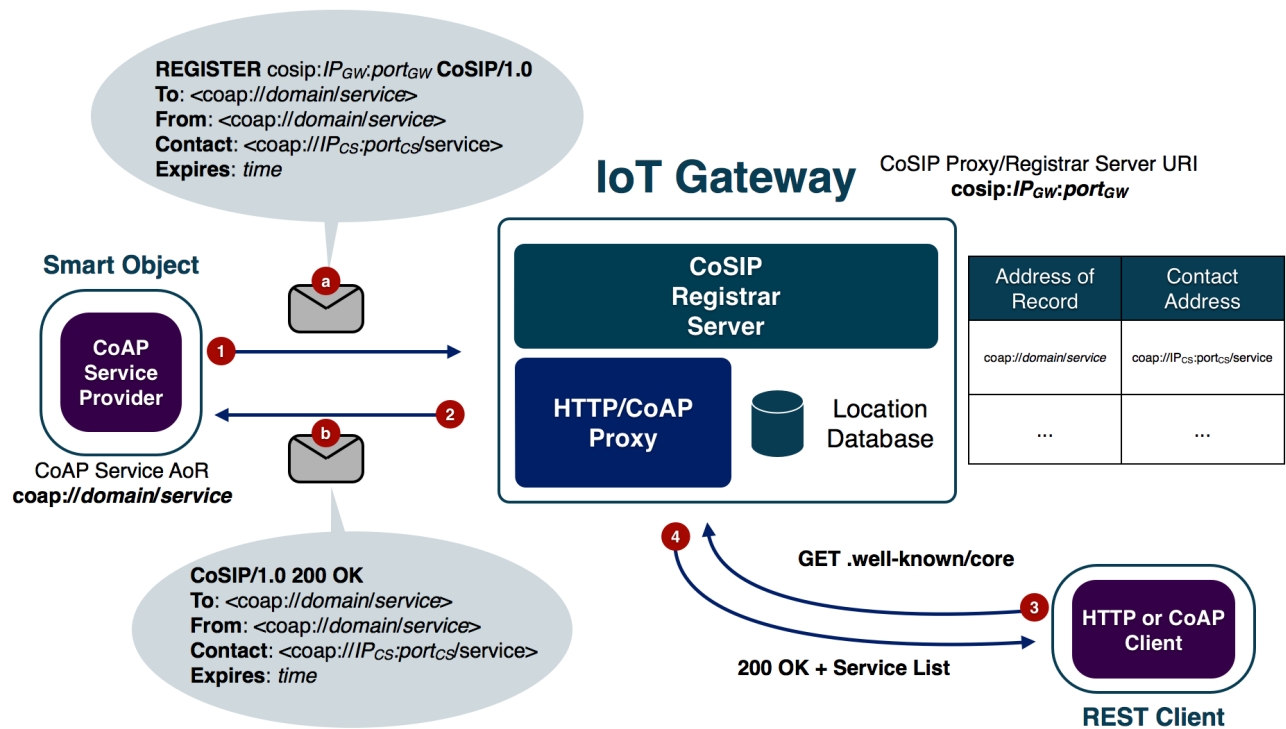 REGISTER cosip:IPGW:portGW CoSIP/1.0
To: <coap://domain/service>
From: <coap://domain/service>
Contact: <coap://IPCS:portCS/service>
Expires: time
IoT Gateway
CoSIP Proxy/Registrar Server URI
cosip:IPGW:portGW
Smart Object
a
CoAP
Service
Provider
1
2
b
CoAP Service AoR
coap://domain/service
CoSIP
Registrar
Server
HTTP/CoAP
Proxy
Location
Database
Address of
Record
Contact
Address
coap://domain/service
coap://IPCS:portCS/service
...
...
CoSIP/1.0 200 OK
To: <coap://domain/service>
From: <coap://domain/service>
Contact: <coap://IPCS:portCS/service>
Expires: time
4
GET .well-known/core
3
200 OK + Service List
HTTP or CoAP
Client
REST Client